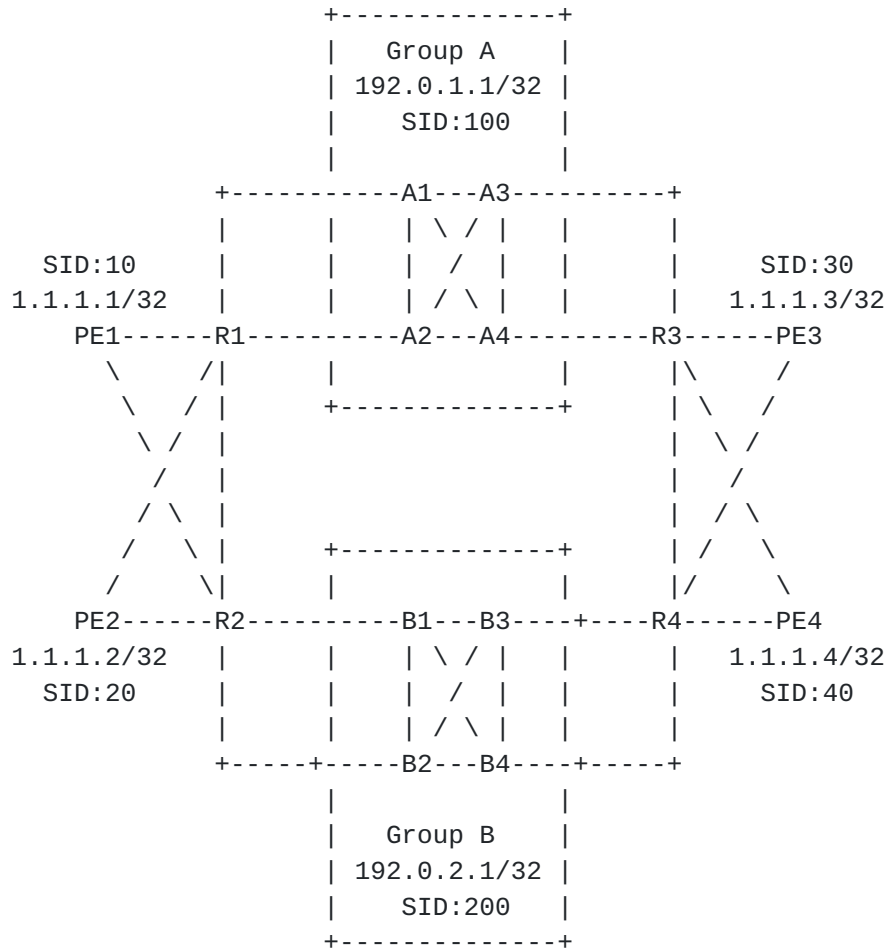 Group A
192.0.1.1/32
SID:100
A1 A3
SID:10 SID:30
1.1.1.1/32 1.1.1.3/32
PE1 R1 A2 A4 R3 PE3
PE2 R2 B1 B3 R4 PE4
1.1.1.2/32 1.1.1.4/32
SID:20 SID:40
B2 B4
Group B
192.0.2.1/32
SID:200